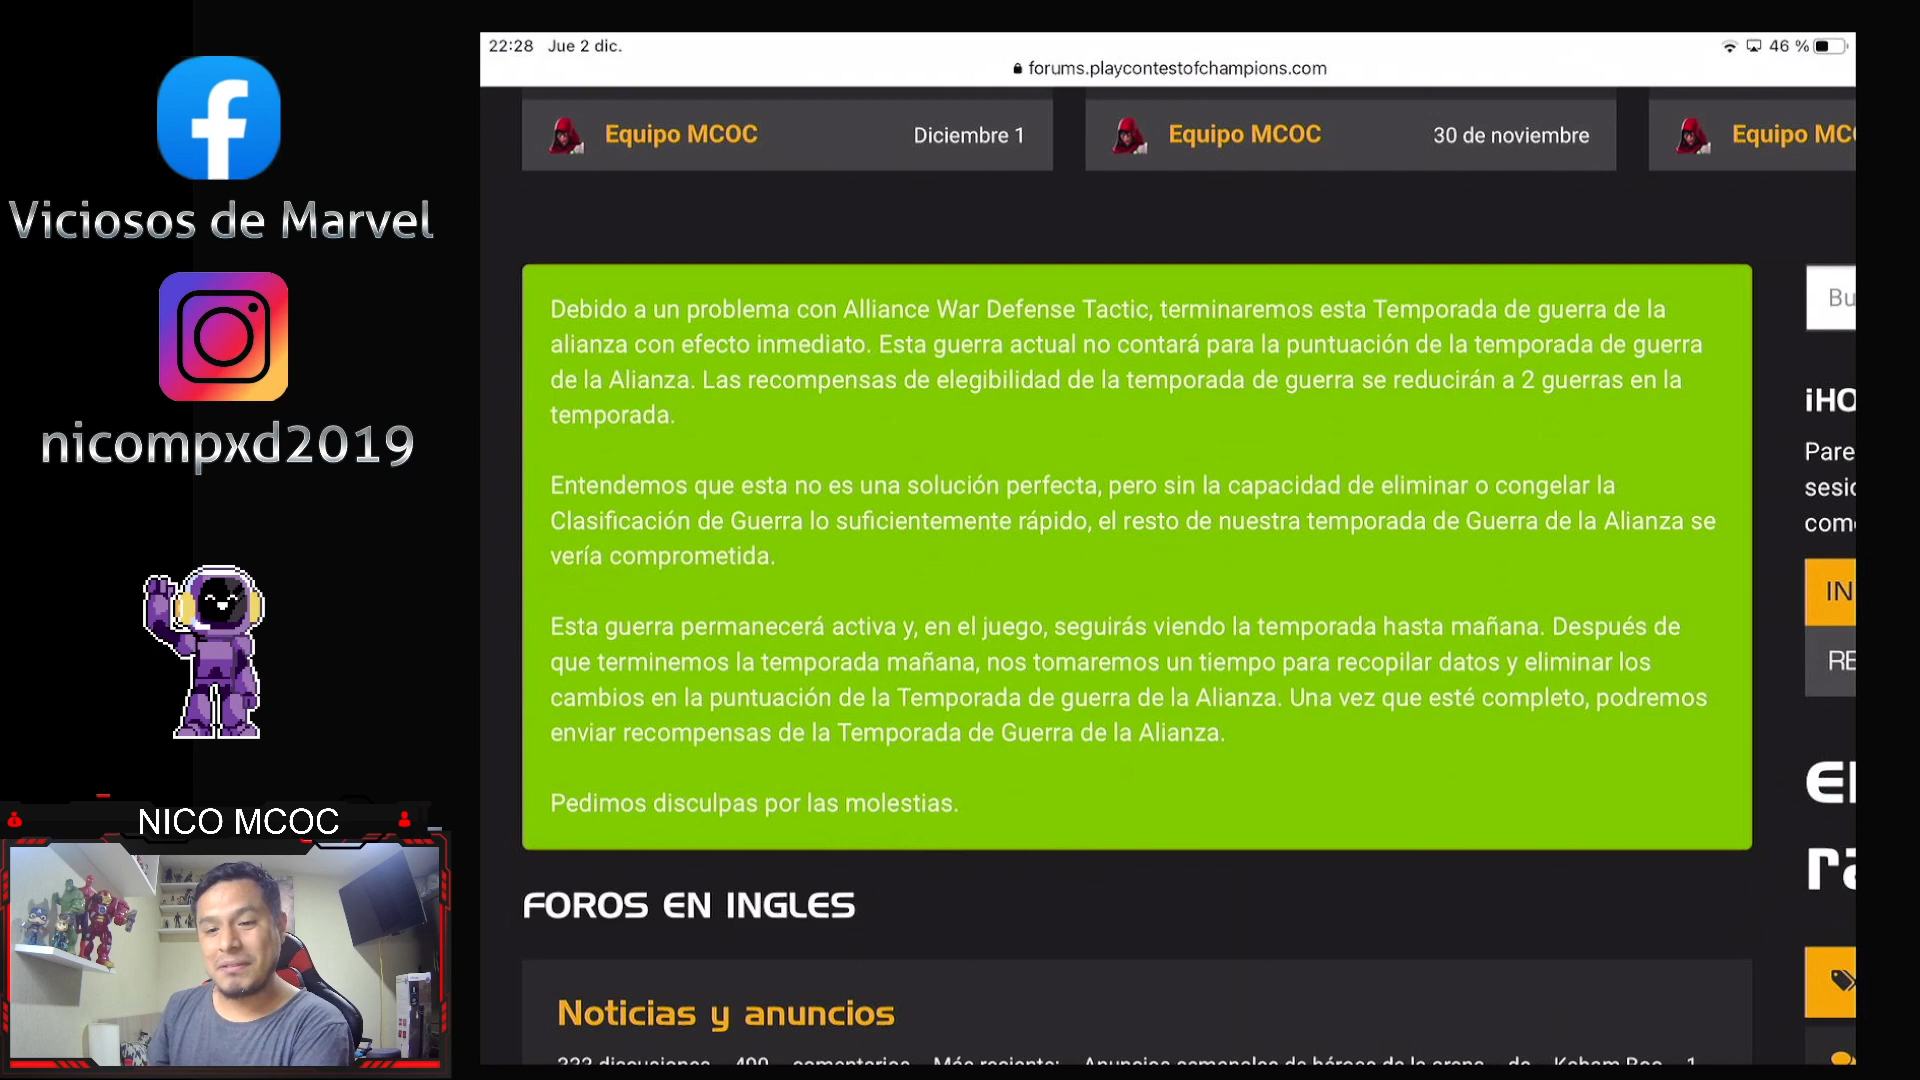 Viciosos de Marvel
nicompxd2019
NICO MCOC
22:28 Jue 2 dic.
46 %
forums.playcontestofchampions.com
Equipo MCOC Diciembre 1
Equipo MCOC 30 de noviembre
Equipo MC
Debido a un problema con Alliance War Defense Tactic, terminaremos esta Temporada de guerra de la
alianza con efecto inmediato. Esta guerra actual no contará para la puntuación de la temporada de guerra
de la Alianza. Las recompensas de elegibilidad de la temporada de guerra se reducirán a 2 guerras en la
temporada.
Entendemos que esta no es una solución perfecta, pero sin la capacidad de eliminar o congelar la
Clasificación de Guerra lo suficientemente rápido, el resto de nuestra temporada de Guerra de la Alianza se
vería comprometida.
Esta guerra permanecerá activa y, en el juego, seguirás viendo la temporada hasta mañana. Después de
que terminemos la temporada mañana, nos tomaremos un tiempo para recopilar datos y eliminar los
cambios en la puntuación de la Temporada de guerra de la Alianza. Una vez que esté completo, podremos
enviar recompensas de la Temporada de Guerra de la Alianza.
Pedimos disculpas por las molestias.
FOROS EN INGLES
Noticias y anuncios
Bu
¡HO
Pare
sesic
com
IN
RE
El
ra